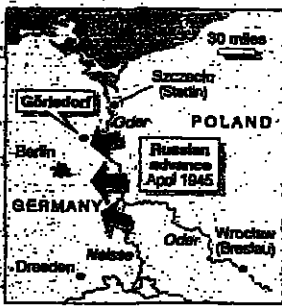 30 miles
Szczecin
(Stettin)
Görlsdorf
Oder
POLAND
Berlin
Russian
advance
April 1945
GERMANY
Oder
Wroclaw
(Breslau)
Neisse
Dresden